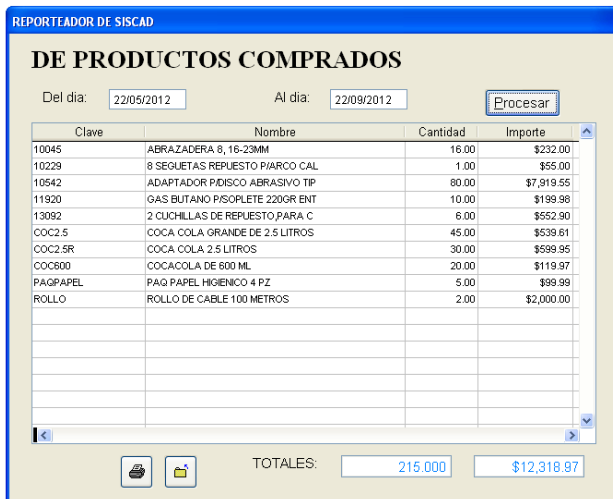 REPORTEADOR DE SISCAD
DE PRODUCTOS COMPRADOS
Del dia: 22/05/2012 Al dia: 22/09/2012 Procesar
Clave Nombre Cantidad Importe
10045 ABRAZADERA 8, 16-23MM 16.00 $232.00
10229 8 SEGUETAS REPUESTO P/ARCO CAL 1.00 $55.00
10542 ADAPTADOR P/DISCO ABRASIVO TIP 80.00 $7,919.55
11920 GAS BUTANO P/SOPLETE 220GR ENT 10.00 $199.98
13092 2 CUCHILLAS DE REPUESTO,PARA C 6.00 $552.90
COC2.5 COCA COLA GRANDE DE 2.5 LITROS 45.00 $539.61
COC2.5R COCA COLA 2.5 LITROS 30.00 $599.95
COC600 COCACOLA DE 600 ML 20.00 $119.97
PAQPAPEL PAQ PAPEL HIGIENICO 4 PZ 5.00 $99.99
ROLLO ROLLO DE CABLE 100 METROS 2.00 $2,000.00
TOTALES: 215.000 $12,318.97